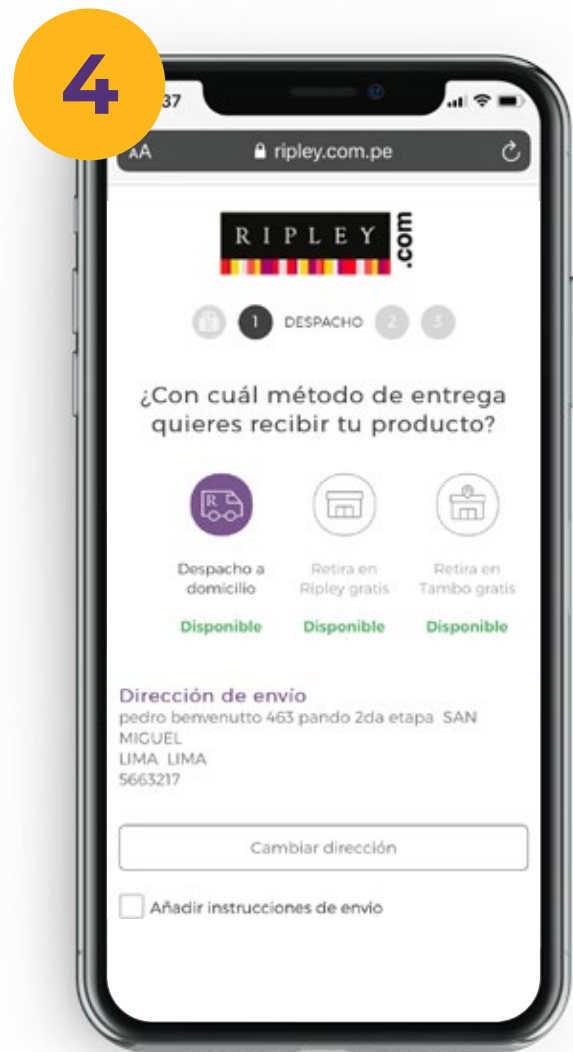 4
37
AA ripley.com.pe
RIPLEY.com
1 DESPACHO 2 3
¿Con cuál método de entrega
quieres recibir tu producto?
R
Despacho a
domicilio
Disponible
Retira en
Ripley gratis
Disponible
Retira en
Tambo gratis
Disponible
Dirección de envío
pedro benvenutto 463 pando 2da etapa SAN
MIGUEL
LIMA LIMA
5663217
Cambiar dirección
Añadir instrucciones de envío